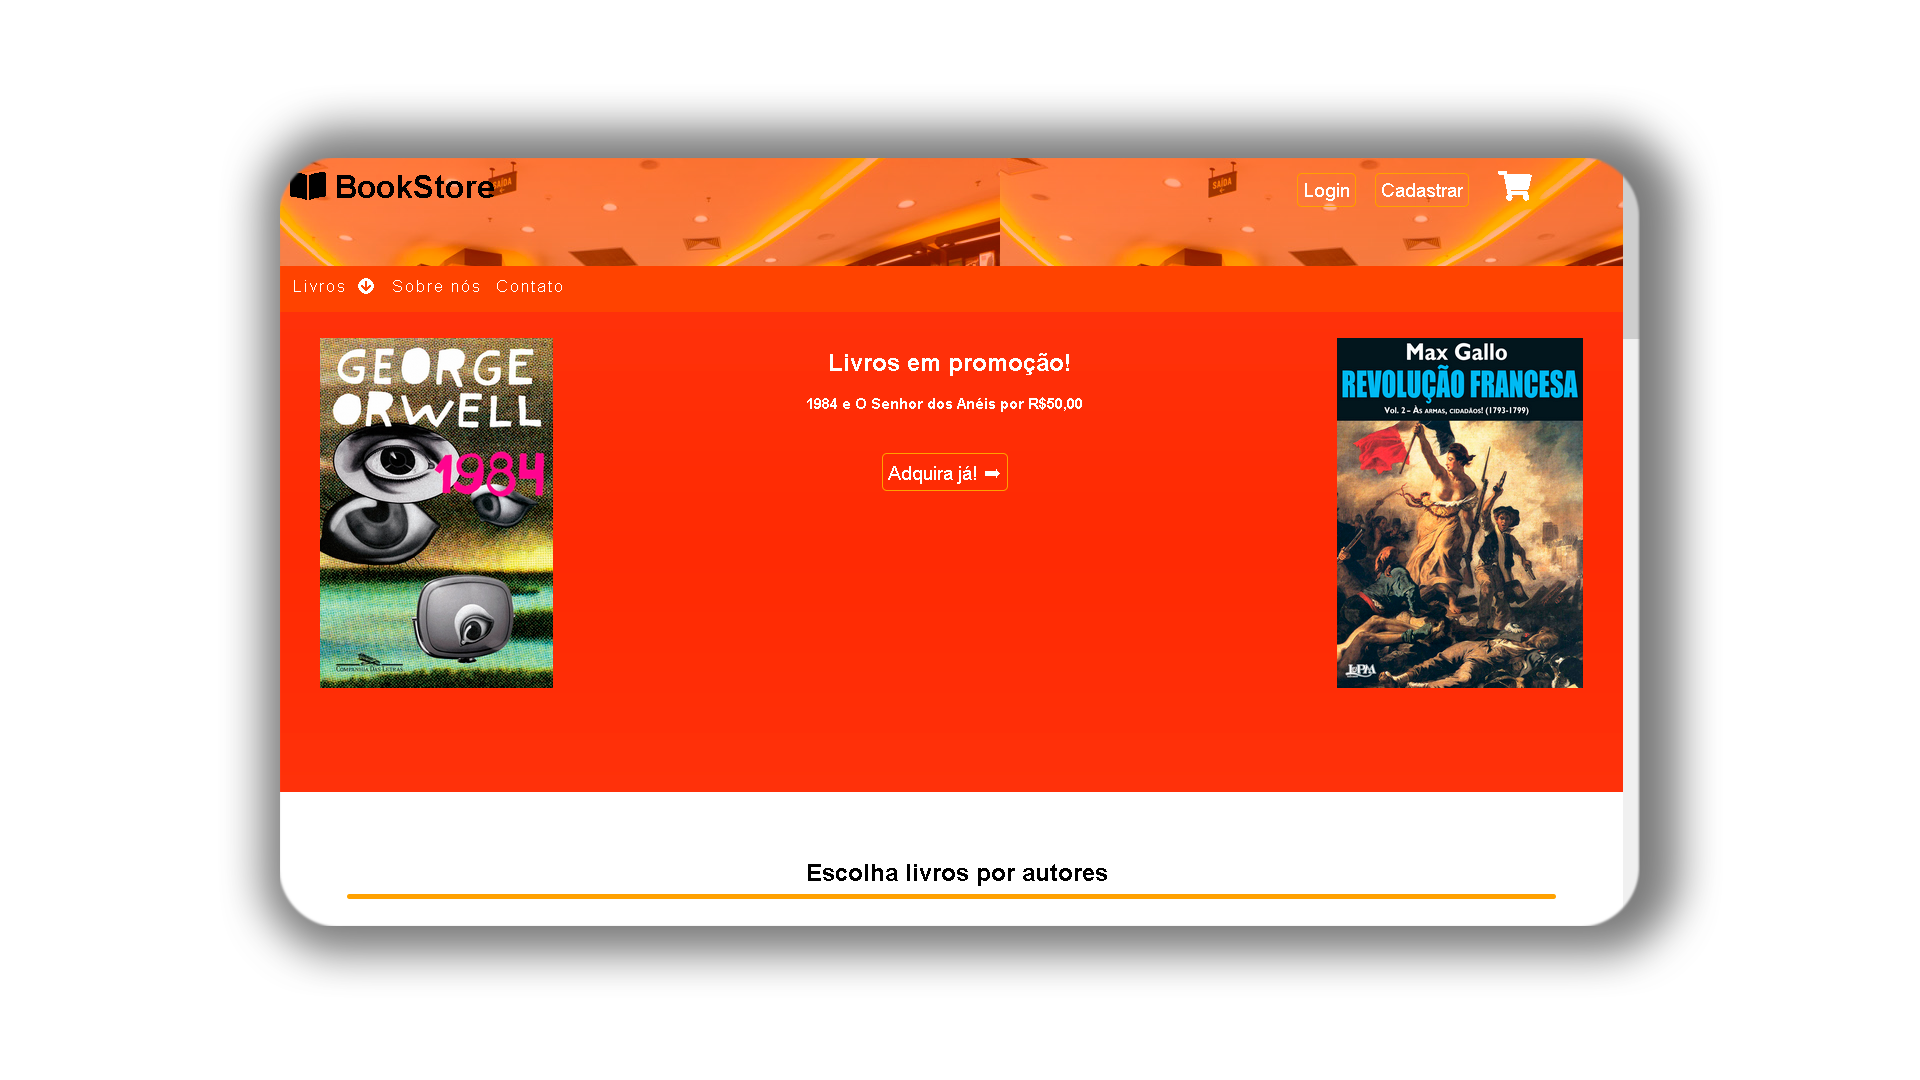 BookStore
SAÍDA
SAÍDA
Login
Cadastrar
Livros
Sobre nós
Contato
GEORGE
ORWELL
1984
COMPANHIA DAS LETRAS
Livros em promoção!
1984 e O Senhor dos Anéis por R$50,00
Adquira já! ➡
Max Gallo
REVOLUÇÃO FRANCESA
Vol. 2 – Às armas, cidadãos! (1793-1799)
L&PM
Escolha livros por autores